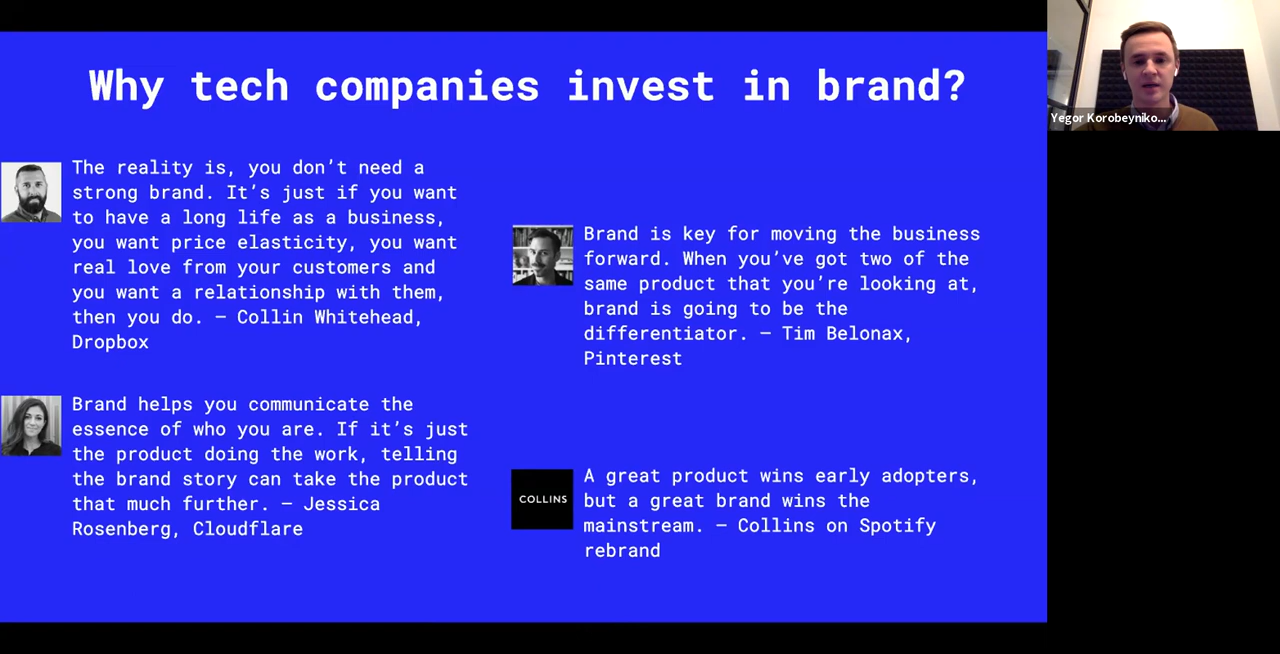 Why tech companies invest in brand?
Yegor Korobeyniko...
The reality is, you don’t need a
strong brand. It’s just if you want
to have a long life as a business,
you want price elasticity, you want
real love from your customers and
you want a relationship with them,
then you do. — Collin Whitehead,
Dropbox
Brand helps you communicate the
essence of who you are. If it’s just
the product doing the work, telling
the brand story can take the product
that much further. — Jessica
Rosenberg, Cloudflare
Brand is key for moving the business
forward. When you’ve got two of the
same product that you’re looking at,
brand is going to be the
differentiator. — Tim Belonax,
Pinterest
COLLINS
A great product wins early adopters,
but a great brand wins the
mainstream. — Collins on Spotify
rebrand